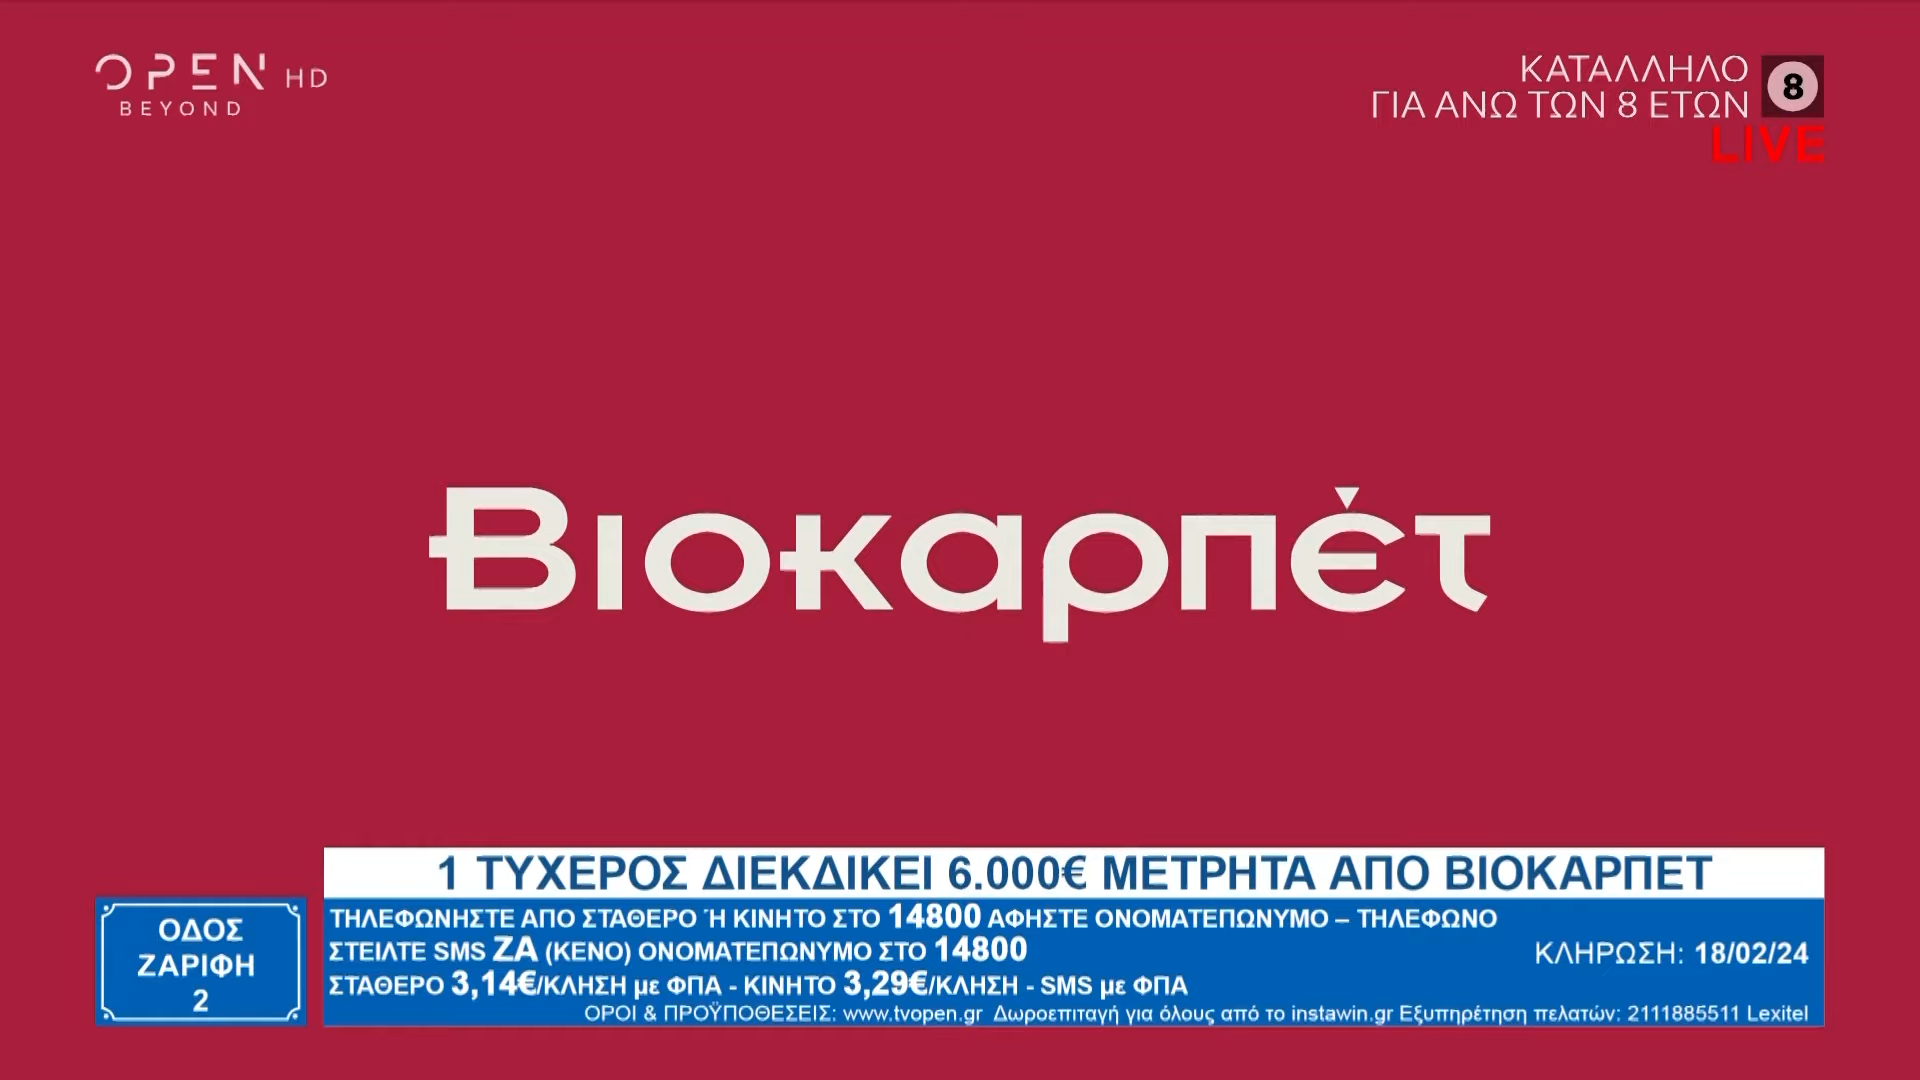 OPEN HD
BEYOND
ΚΑΤΑΛΛΗΛΟ
ΓΙΑ ΑΝΩ ΤΩΝ 8 ΕΤΩΝ
8
LIVE
Βιοκαρπέτ
1 ΤΥΧΕΡΟΣ ΔΙΕΚΔΙΚΕΙ 6.000€ ΜΕΤΡΗΤΑ ΑΠΟ ΒΙΟΚΑΡΠΕΤ
ΟΔΟΣ
ΖΑΡΙΦΗ
2
ΤΗΛΕΦΩΝΗΣΤΕ ΑΠΟ ΣΤΑΘΕΡΟ Ή ΚΙΝΗΤΟ ΣΤΟ 14800 ΑΦΗΣΤΕ ΟΝΟΜΑΤΕΠΩΝΥΜΟ – ΤΗΛΕΦΩΝΟ
ΣΤΕΙΛΤΕ SMS ΖΑ (ΚΕΝΟ) ΟΝΟΜΑΤΕΠΩΝΥΜΟ ΣΤΟ 14800
ΚΛΗΡΩΣΗ: 18/02/24
ΣΤΑΘΕΡΟ 3,14€/ΚΛΗΣΗ με ΦΠΑ - ΚΙΝΗΤΟ 3,29€/ΚΛΗΣΗ - SMS με ΦΠΑ
ΟΡΟΙ & ΠΡΟΫΠΟΘΕΣΕΙΣ: www.tvopen.gr Δωροεπιταγή για όλους από το instawin.gr Εξυπηρέτηση πελατών: 2111885511 Lexitel